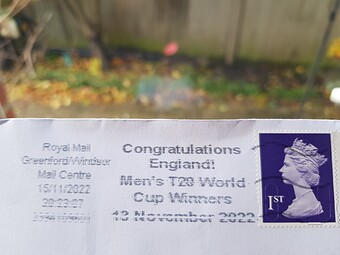 Royal Mail
Greenford/Windsor
Mail Centre
15/11/2022
Congratulations
England!
Men's T20 World
Cup Winners
13 November 2022
1ST